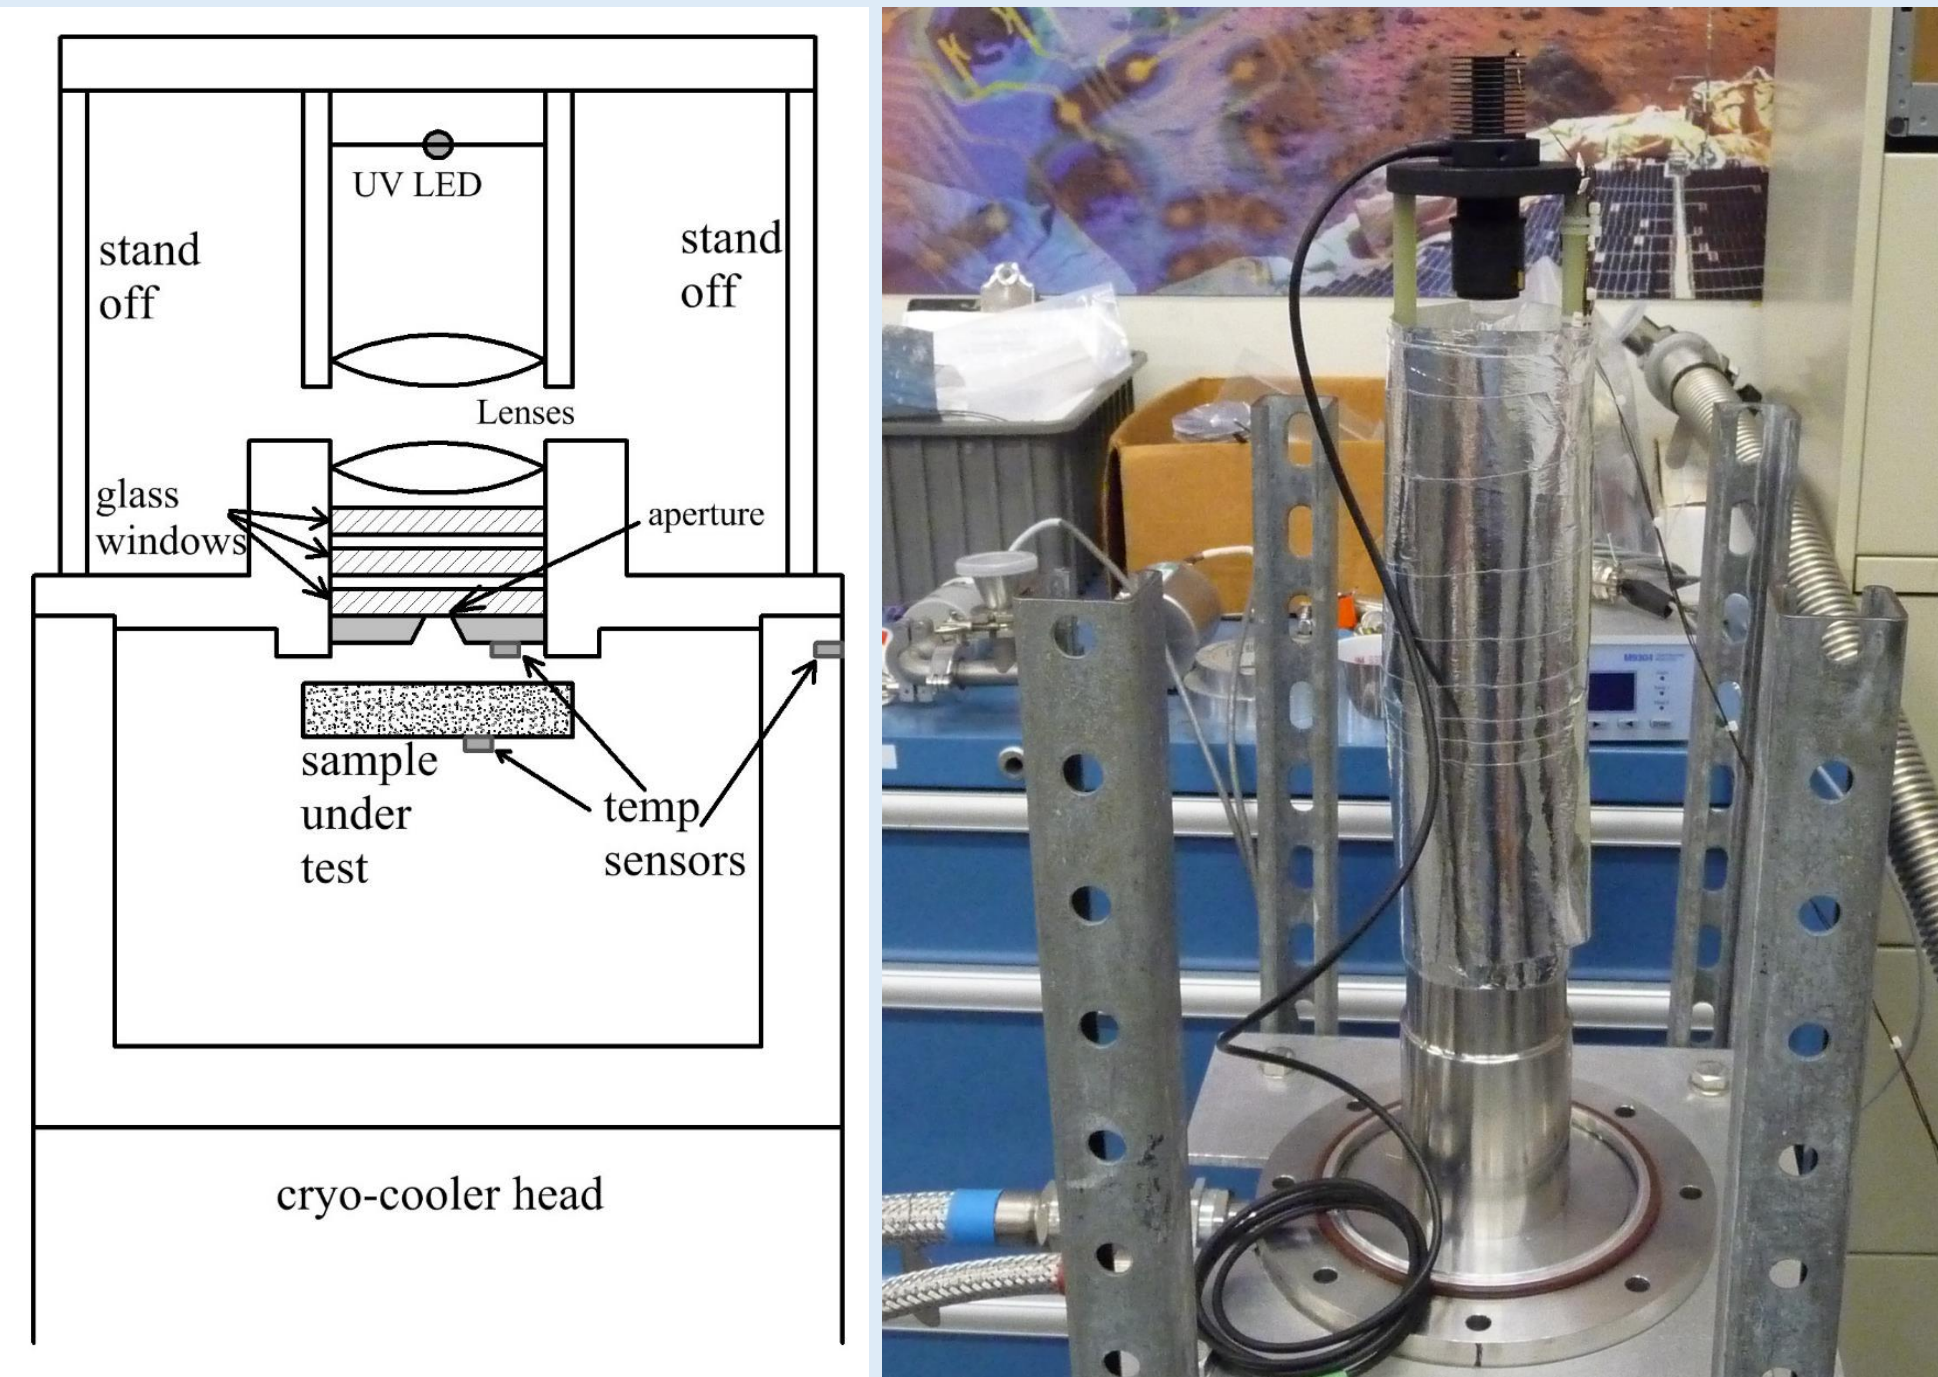 UV LED
stand
off
stand
off
Lenses
glass
windows
aperture
sample
under
test
temp
sensors
cryo-cooler head